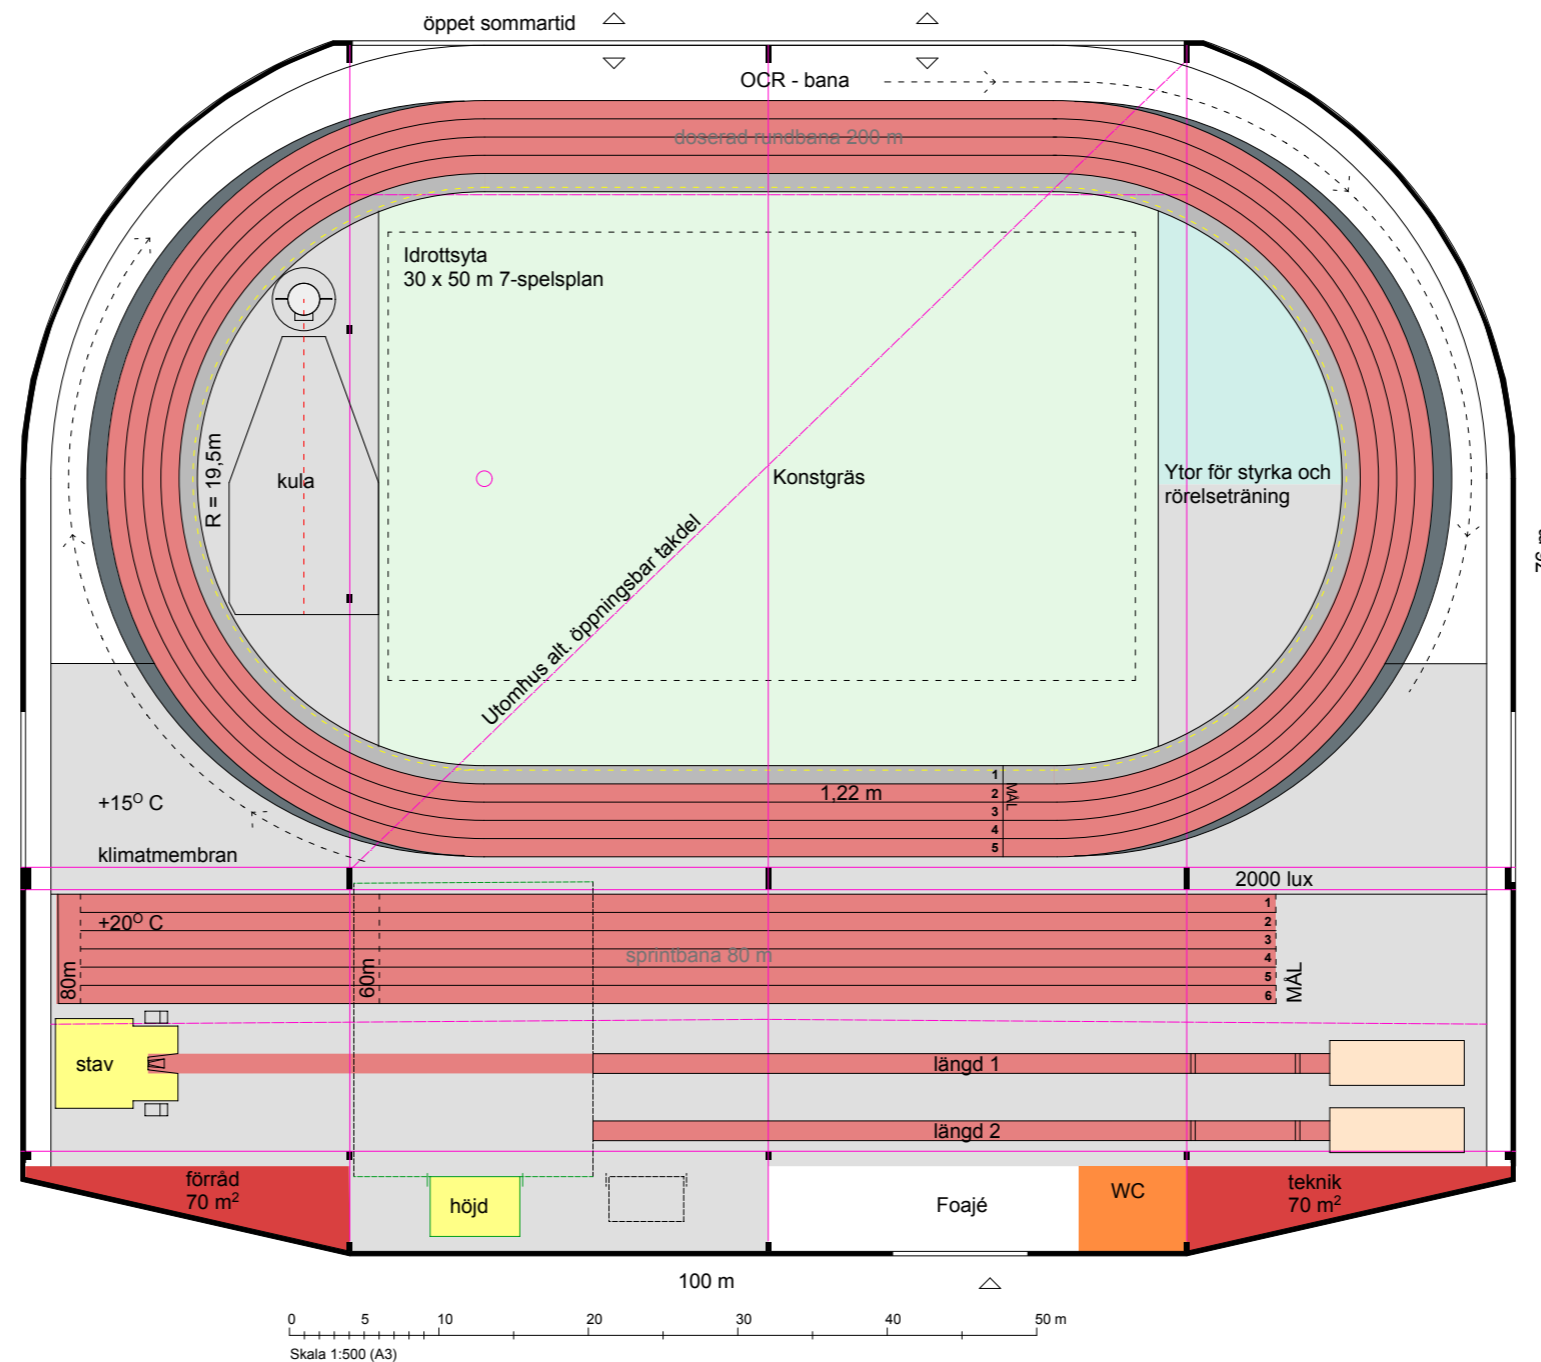 öppet sommartid
OCR - bana
doserad rundbana 200 m
Idrottsyta
30 x 50 m 7-spelsplan
R = 19,5m
kula
Konstgräs
Ytor för styrka och
rörelseträning
Utomhus alt. öppningsbar takdel
1
2
3
4
5
MÅL
1,22 m
+15O C
klimatmembran
2000 lux
+20O C
80m
60m
sprintbana 80 m
1
2
3
4
5
6
MÅL
stav
längd 1
längd 2
förråd
70 m2
höjd
Foajé
WC
teknik
70 m2
100 m
0 5 10 20 30 40 50 m
Skala 1:500 (A3)